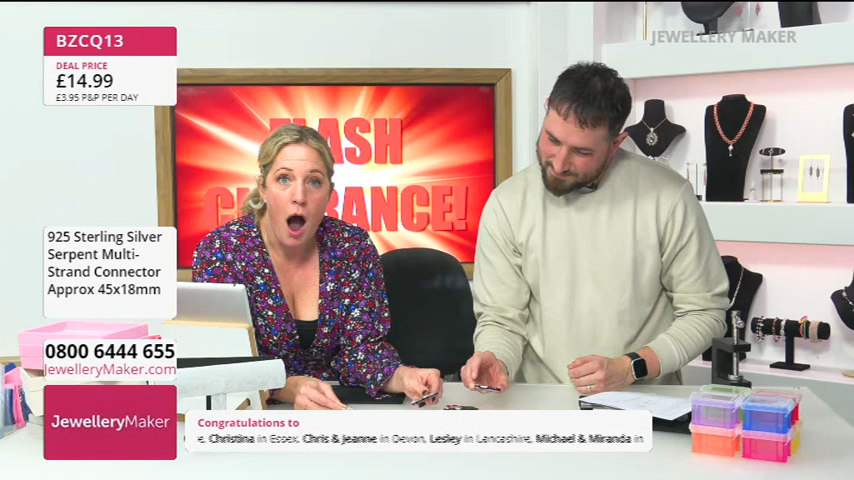 BZCQ13
DEAL PRICE
£14.99
£3.95 P&P PER DAY
JEWELLERY MAKER
FLASH
925 Sterling Silver
Serpent Multi-
Strand Connector
Approx 45x18mm
0800 6444 655
JewelleryMaker.com
JewelleryMaker
Congratulations to
Christina in Essex, Chris & Jeanne in Devon, Lesley in Lancashire, Michael & Miranda in